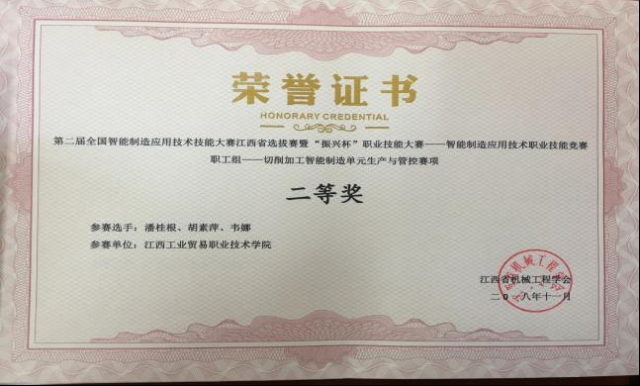 荣誉证书
HONORARY CREDENTIAL
第二届全国智能制造应用技术技能大赛江西省选拔赛暨“振兴杯”职业技能大赛——智能制造应用技术职业技能竞赛
职工组——切削加工智能制造单元生产与管控赛项
二等奖
参赛选手：潘桂根、胡素萍、韦娜
参赛单位：江西工业贸易职业技术学院
江西省机械工程学会
二〇一八年十一月